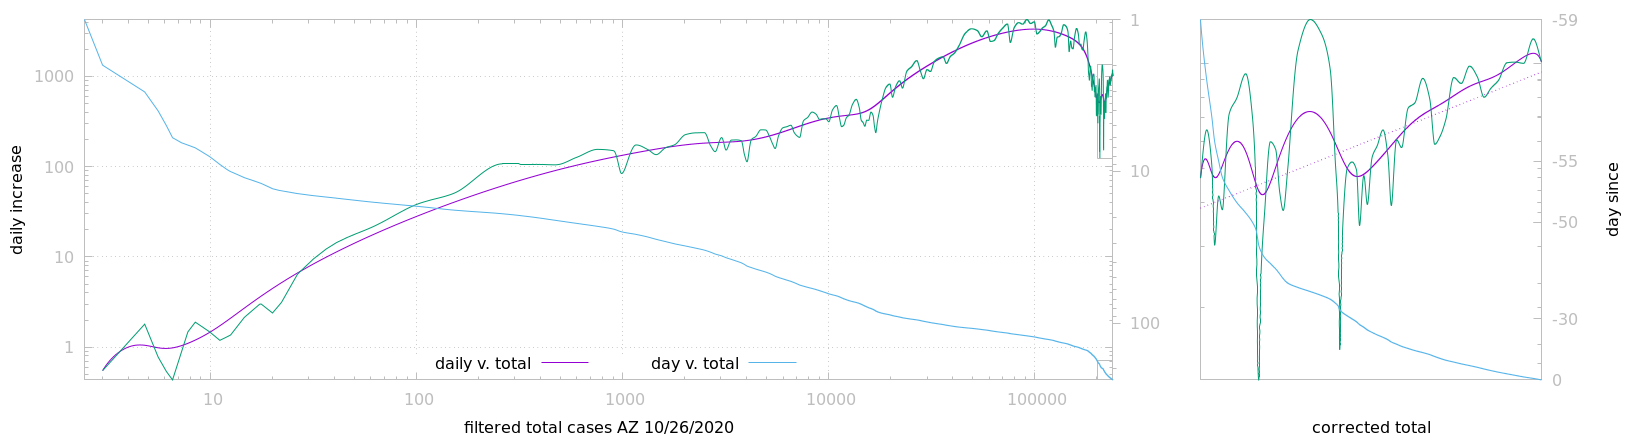 daily increase
1000
100
10
1
daily v. total
day v. total
10
100
1000
10000
100000
filtered total cases AZ 10/26/2020
1
10
100
-59
-55
-50
-30
0
day since
corrected total